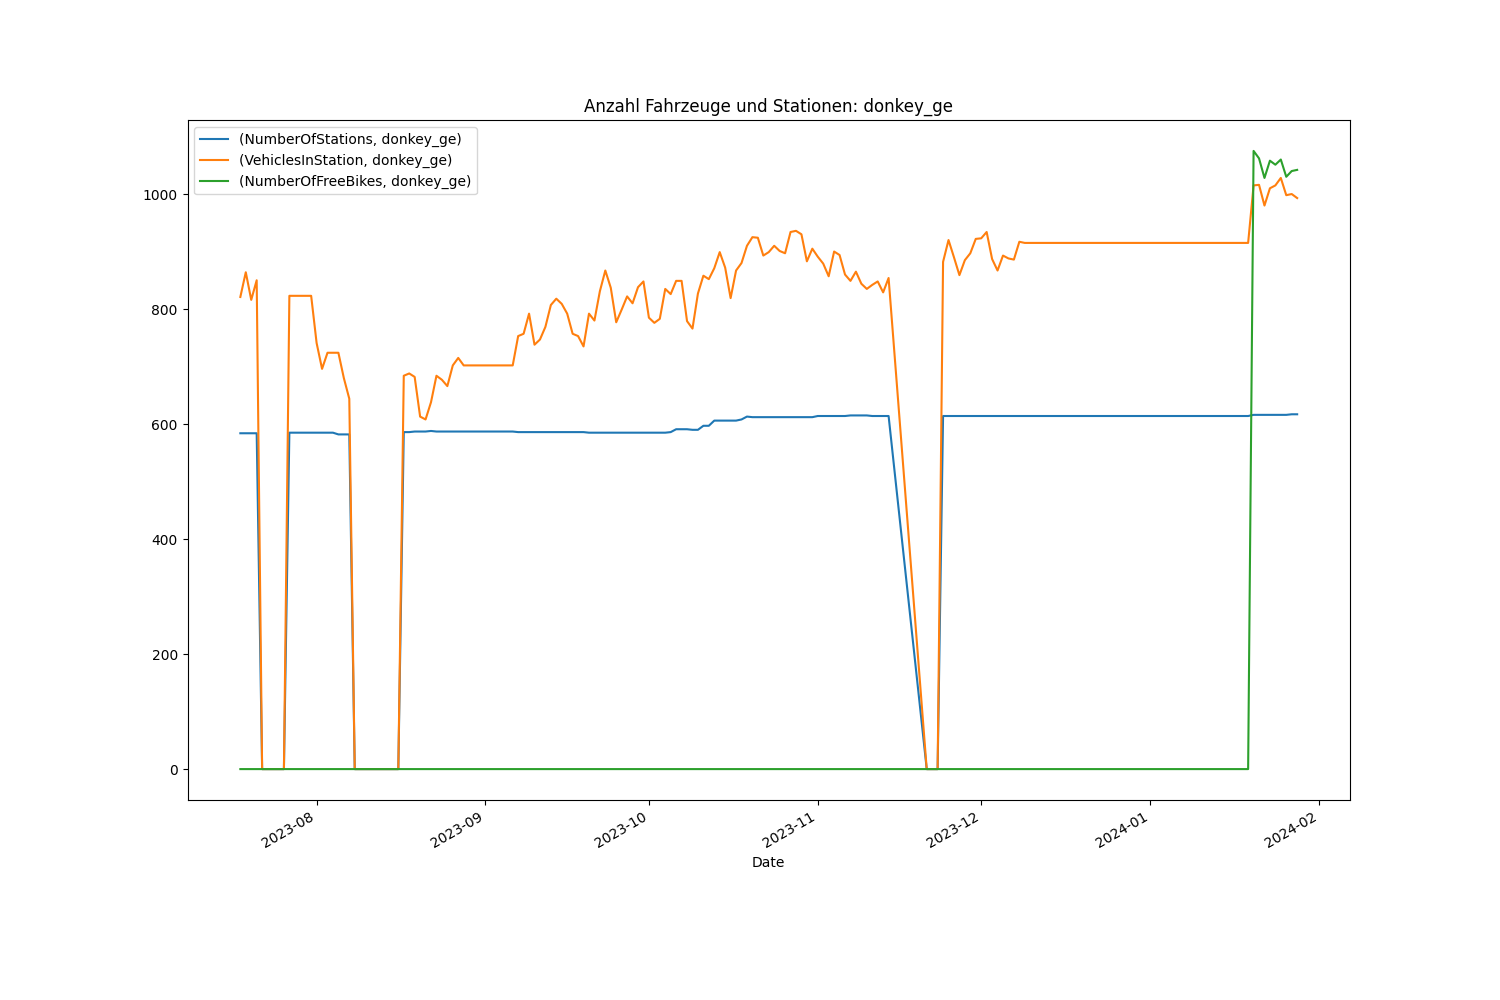 Anzahl Fahrzeuge und Stationen: donkey_ge
(NumberOfStations, donkey_ge)
(VehiclesInStation, donkey_ge)
(NumberOfFreeBikes, donkey_ge)
1000
800
600
400
200
0
2023-08
2023-09
2023-10
2023-11
2023-12
2024-01
2024-02
Date